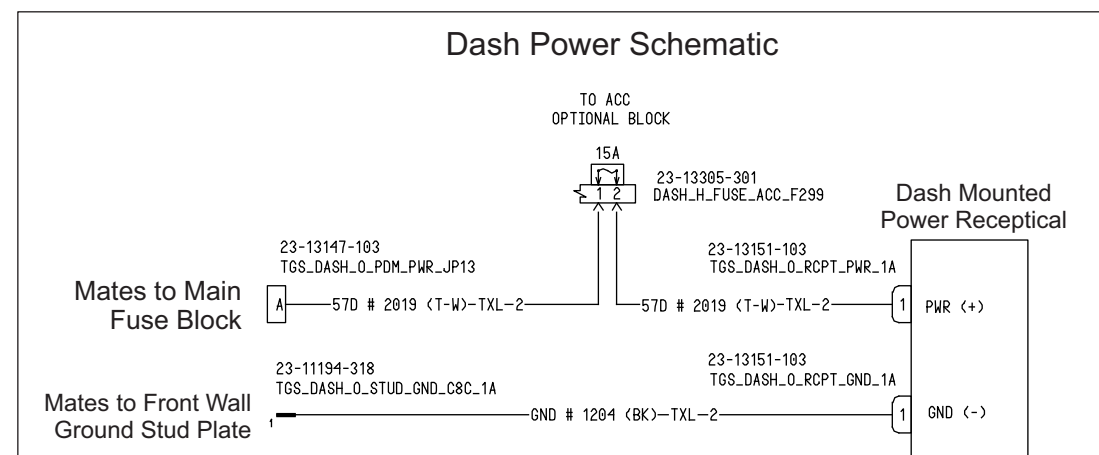 Dash Power Schematic
TO ACC
OPTIONAL BLOCK
15A
1 2
23-13305-301
DASH_H_FUSE_ACC_F299
Dash Mounted
Power Receptical
23-13147-103
TGS_DASH_O_PDM_PWR_JP13
23-13151-103
TGS_DASH_O_RCPT_PWR_1A
Mates to Main
Fuse Block
A
57D # 2019 (T-W)-TXL-2
57D # 2019 (T-W)-TXL-2
1
PWR (+)
23-11194-318
TGS_DASH_O_STUD_GND_C8C_1A
23-13151-103
TGS_DASH_O_RCPT_GND_1A
Mates to Front Wall
Ground Stud Plate
1
GND # 1204 (BK)-TXL-2
1
GND (-)